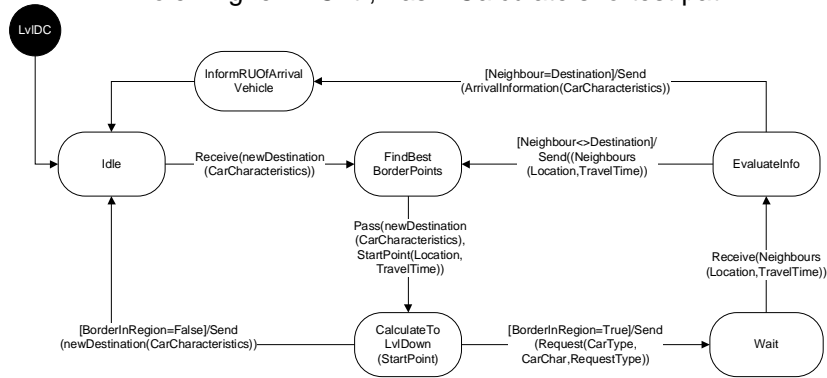 LvlDC
InformRUOfArrival
Vehicle
[Neighbour=Destination]/Send
(ArrivalInformation(CarCharacteristics))
Idle
Receive(newDestination
(CarCharacteristics))
FindBest
BorderPoints
[Neighbour<>Destination]/
Send((Neighbours
(Location,TravelTime))
EvaluateInfo
Pass(newDestination
(CarCharacteristics),
StartPoint(Location,
TravelTime))
Receive(Neighbours
(Location,TravelTime))
[BorderInRegion=False]/Send
(newDestination(CarCharacteristics))
CalculateTo
LvlDown
(StartPoint)
[BorderInRegion=True]/Send
(Request(CarType,
CarChar,RequestType))
Wait